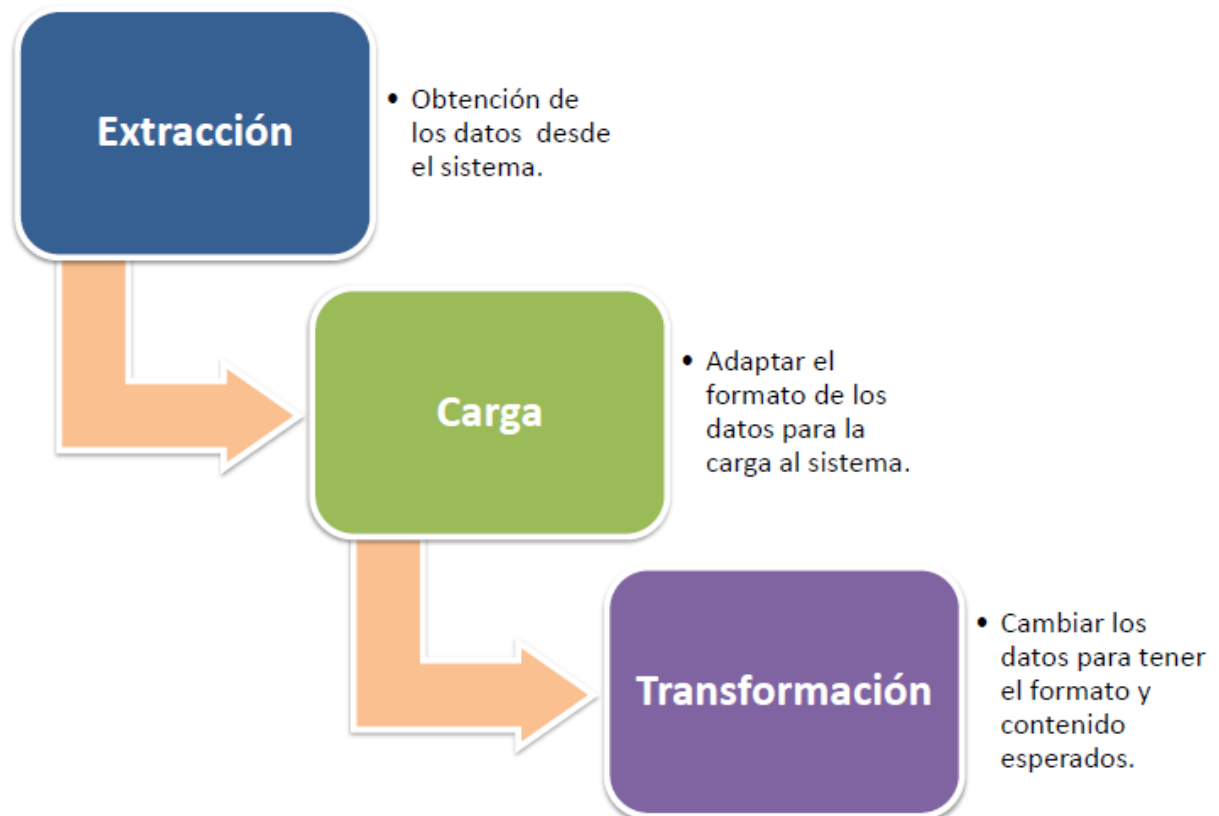 Extracción
• Obtención de
los datos desde
el sistema.
Carga
• Adaptar el
formato de los
datos para la
carga al sistema.
Transformación
• Cambiar los
datos para tener
el formato y
contenido
esperados.